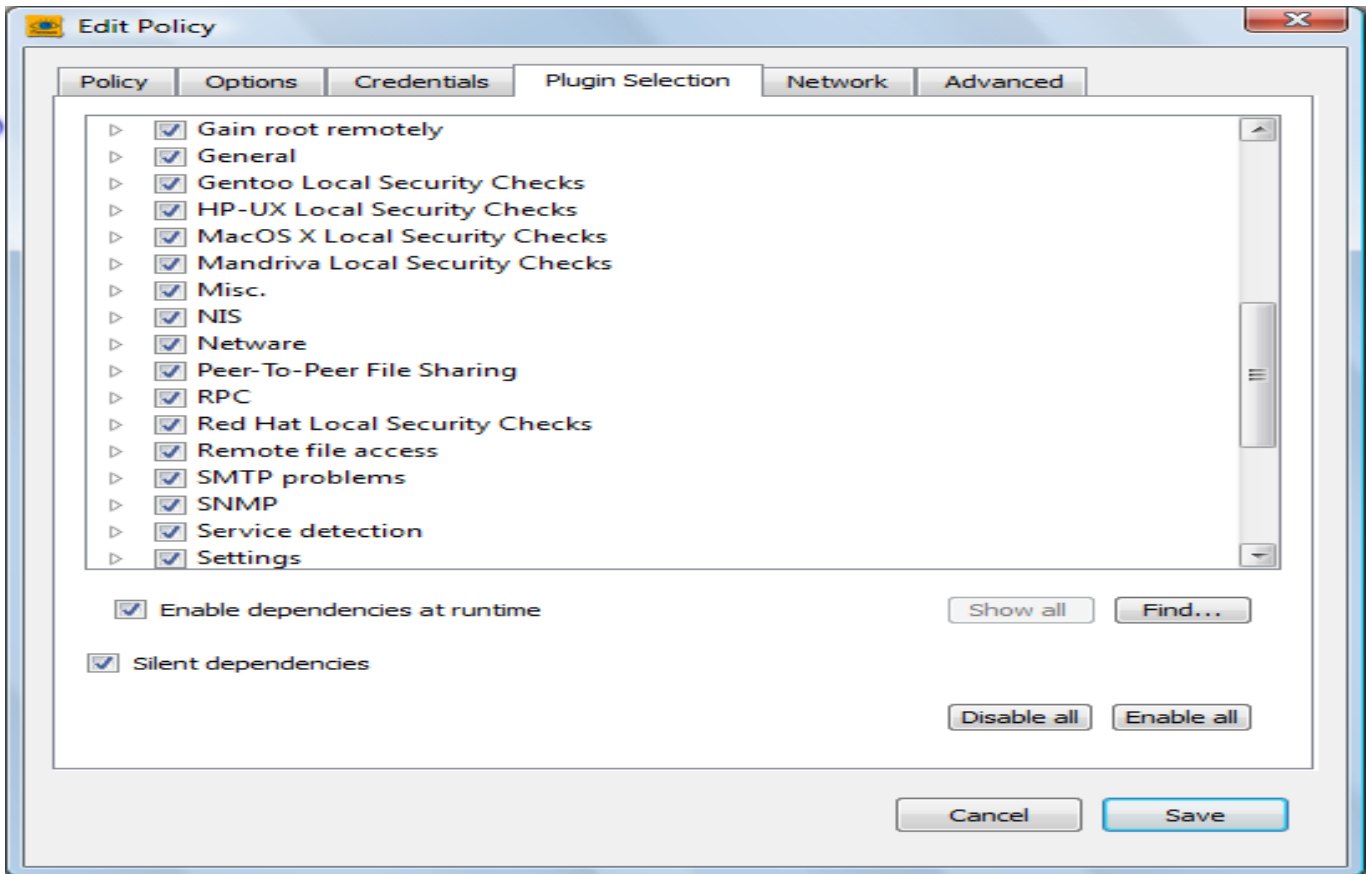 Edit Policy
Policy Options Credentials Plugin Selection Network Advanced
Gain root remotely
General
Gentoo Local Security Checks
HP-UX Local Security Checks
MacOS X Local Security Checks
Mandriva Local Security Checks
Misc.
NIS
Netware
Peer-To-Peer File Sharing
RPC
Red Hat Local Security Checks
Remote file access
SMTP problems
SNMP
Service detection
Settings
Enable dependencies at runtime Show all Find...
Silent dependencies
Disable all Enable all
Cancel Save